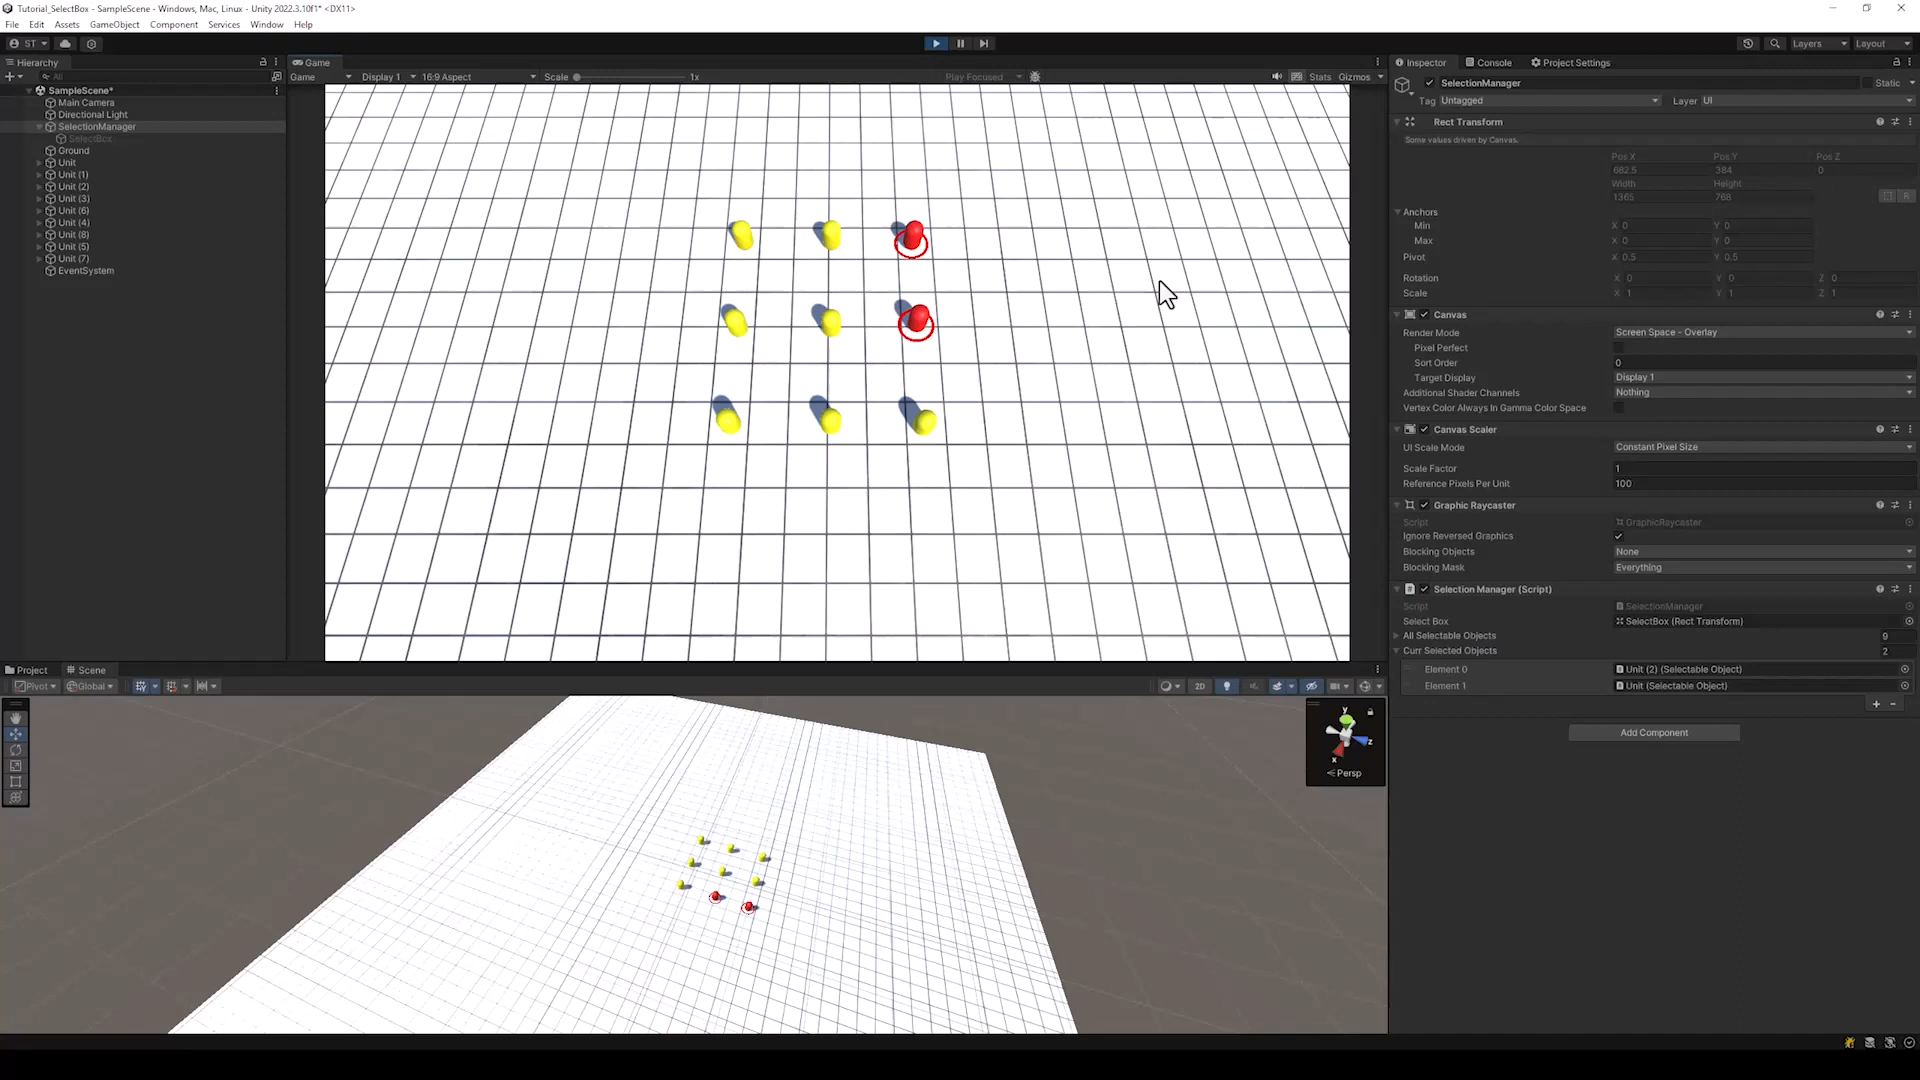 Tutorial_SelectBox - SampleScene - Windows, Mac, Linux - Unity 2022.3.10f1* <DX11>
File Edit Assets GameObject Component Services Window Help
ST
Layers
Layout
Hierarchy
All
SampleScene*
Main Camera
Directional Light
SelectionManager
SelectBox
Ground
Unit
Unit (1)
Unit (2)
Unit (3)
Unit (6)
Unit (4)
Unit (8)
Unit (5)
Unit (7)
EventSystem
Game
Game Display 1 16:9 Aspect Scale 1x Play Focused Stats Gizmos
Project Scene
Pivot Global 2D
y
z
x
Persp
Inspector Console Project Settings
SelectionManager Static
Tag Untagged Layer UI
Rect Transform
Some values driven by Canvas.
Pos X Pos Y Pos Z
682.5 384 0
Width Height
1365 768 R
Anchors
Min X 0 Y 0
Max X 0 Y 0
Pivot X 0.5 Y 0.5
Rotation X 0 Y 0 Z 0
Scale X 1 Y 1 Z 1
Canvas
Render Mode Screen Space - Overlay
Pixel Perfect
Sort Order 0
Target Display Display 1
Additional Shader Channels Nothing
Vertex Color Always In Gamma Color Space
Canvas Scaler
UI Scale Mode Constant Pixel Size
Scale Factor 1
Reference Pixels Per Unit 100
Graphic Raycaster
Script GraphicRaycaster
Ignore Reversed Graphics
Blocking Objects None
Blocking Mask Everything
Selection Manager (Script)
Script SelectionManager
Select Box SelectBox (Rect Transform)
All Selectable Objects 9
Curr Selected Objects 2
Element 0 Unit (2) (Selectable Object)
Element 1 Unit (Selectable Object)
Add Component